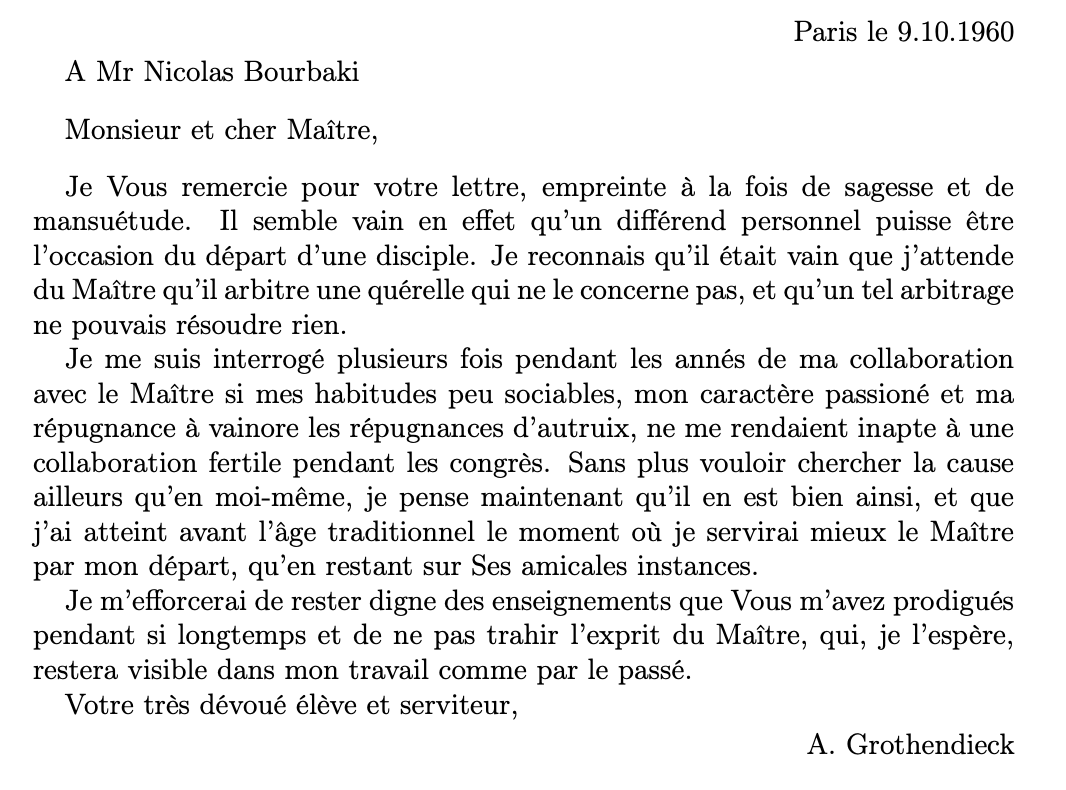 Paris le 9.10.1960
A Mr Nicolas Bourbaki
Monsieur et cher Maître,
Je Vous remercie pour votre lettre, empreinte à la fois de sagesse et de
mansuétude. Il semble vain en effet qu'un différend personnel puisse être
l'occasion du départ d'une disciple. Je reconnais qu'il était vain que j'attende
du Maître qu'il arbitre une quérelle qui ne le concerne pas, et qu'un tel arbitrage
ne pouvais résoudre rien.
Je me suis interrogé plusieurs fois pendant les annés de ma collaboration
avec le Maître si mes habitudes peu sociables, mon caractère passioné et ma
répugnance à vainore les répugnances d'autruix, ne me rendaient inapte à une
collaboration fertile pendant les congrès. Sans plus vouloir chercher la cause
ailleurs qu'en moi-même, je pense maintenant qu'il en est bien ainsi, et que
j'ai atteint avant l'âge traditionnel le moment où je servirai mieux le Maître
par mon départ, qu'en restant sur Ses amicales instances.
Je m'efforcerai de rester digne des enseignements que Vous m'avez prodigués
pendant si longtemps et de ne pas trahir l'exprit du Maître, qui, je l'espère,
restera visible dans mon travail comme par le passé.
Votre très dévoué élève et serviteur,
A. Grothendieck